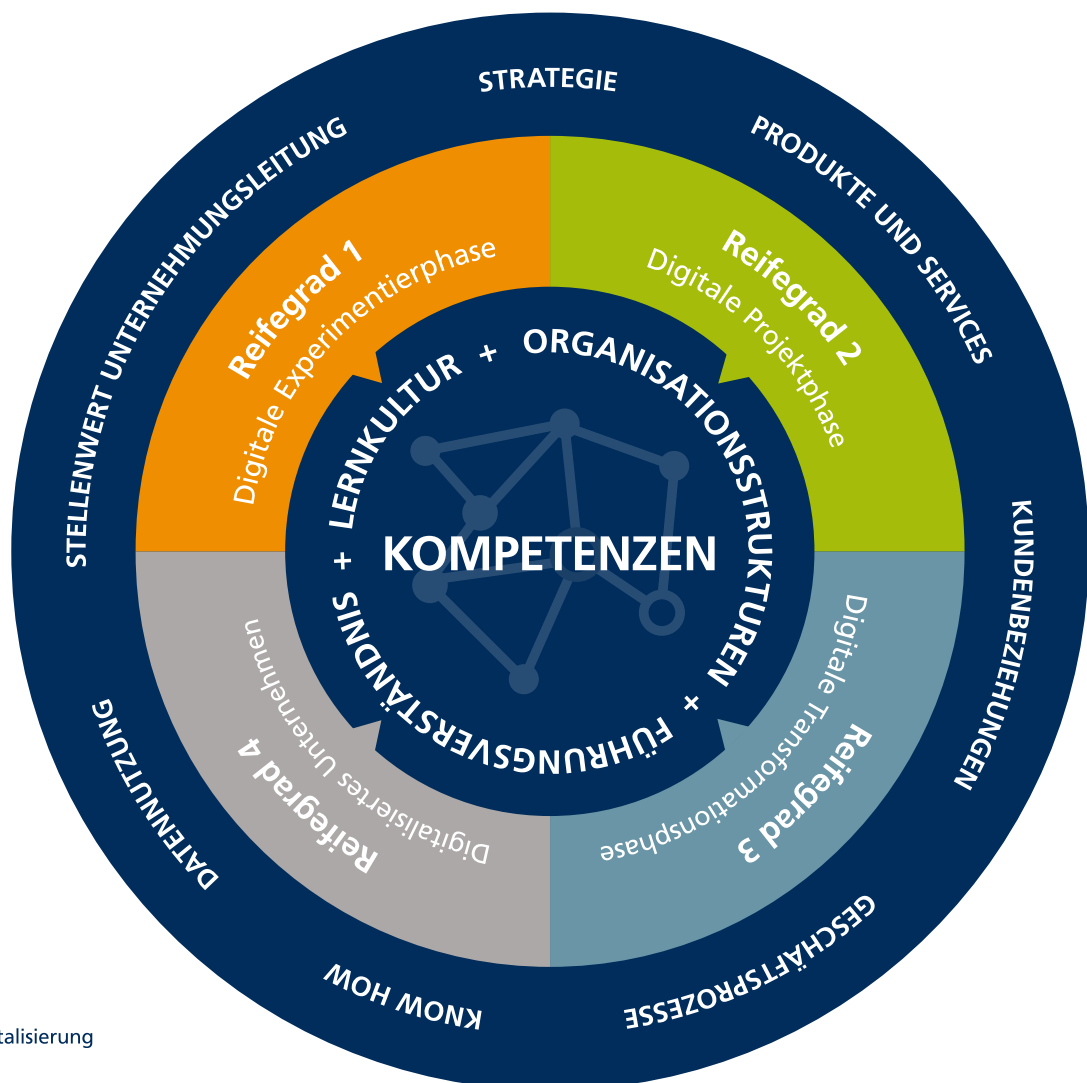 STRATEGIE
PRODUKTE UND SERVICES
KUNDENBEZIEHUNGEN
GESCHÄFTSPROZESSE
KNOW HOW
DATENNUTZUNG
STELLENWERT UNTERNEHMUNGSLEITUNG
Reifegrad 1
Digitale Experimentierphase
Reifegrad 2
Digitale Projektphase
Reifegrad 3
Digitale Transformationsphase
Reifegrad 4
Digitalisiertes Unternehmen
ORGANISATIONSSTRUKTUREN + FÜHRUNGSVERSTÄNDNIS + LERNKULTUR +
KOMPETENZEN
talisierung